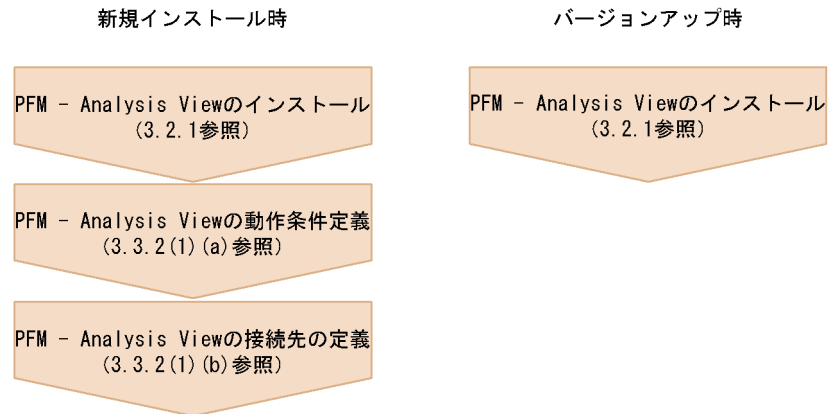 新規インストール時
PFM - Analysis Viewのインストール
(3.2.1参照)
PFM - Analysis Viewの動作条件定義
(3.3.2(1)(a)参照)
PFM - Analysis Viewの接続先の定義
(3.3.2(1)(b)参照)
バージョンアップ時
PFM - Analysis Viewのインストール
(3.2.1参照)